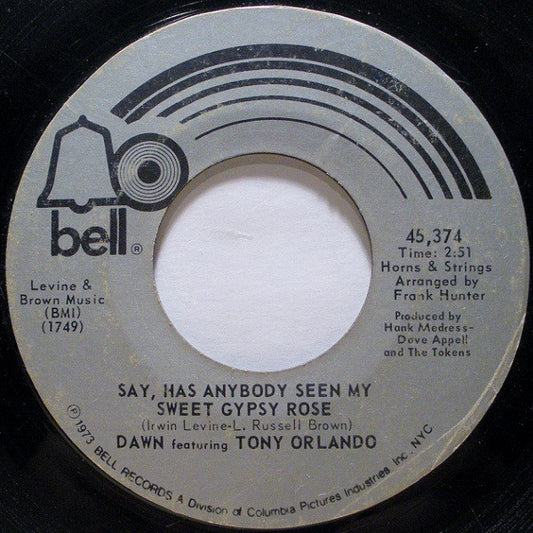 bell®
45,374
Time: 2:51
Horns & Strings
Arranged by
Frank Hunter
Produced by
Hank Medress-
Dave Appell
and The Tokens
Levine &
Brown Music
(BMI)
(1749)
SAY, HAS ANYBODY SEEN MY
SWEET GYPSY ROSE
(Irwin Levine-L. Russell Brown)
DAWN featuring TONY ORLANDO
℗ 1973 BELL RECORDS A Division of Columbia Pictures Industries, Inc. NYC